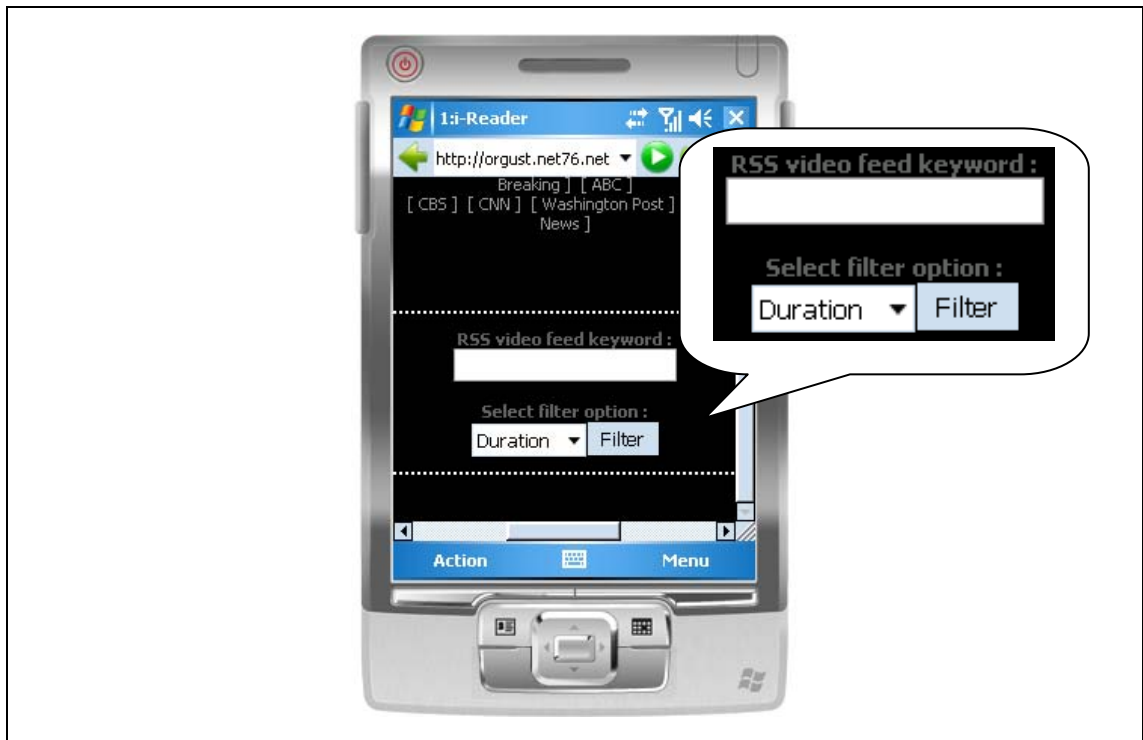 1:i-Reader
http://orgust.net76.net
Breaking ] [ ABC ]
[ CBS ] [ CNN ] [ Washington Post ]
News ]
RSS video feed keyword :
Select filter option :
Duration Filter
Action Menu
RSS video feed keyword :
Select filter option :
Duration Filter